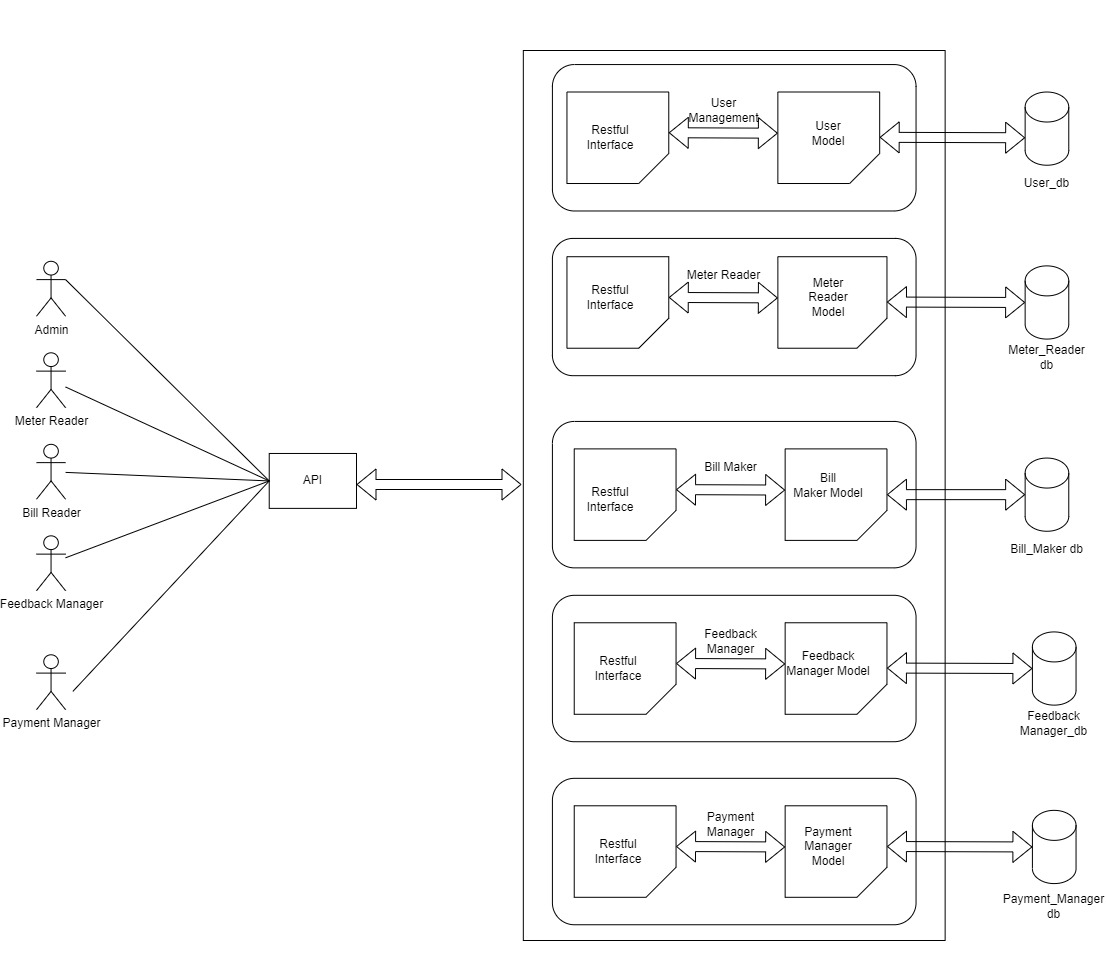 Admin
Meter Reader
Bill Reader
Feedback Manager
Payment Manager
API
Restful
Interface
User
Management
User
Model
User_db
Restful
Interface
Meter Reader
Meter
Reader
Model
Meter_Reader
db
Restful
Interface
Bill Maker
Bill
Maker Model
Bill_Maker db
Restful
Interface
Feedback
Manager
Feedback
Manager Model
Feedback
Manager_db
Restful
Interface
Payment
Manager
Payment
Manager
Model
Payment_Manager
db